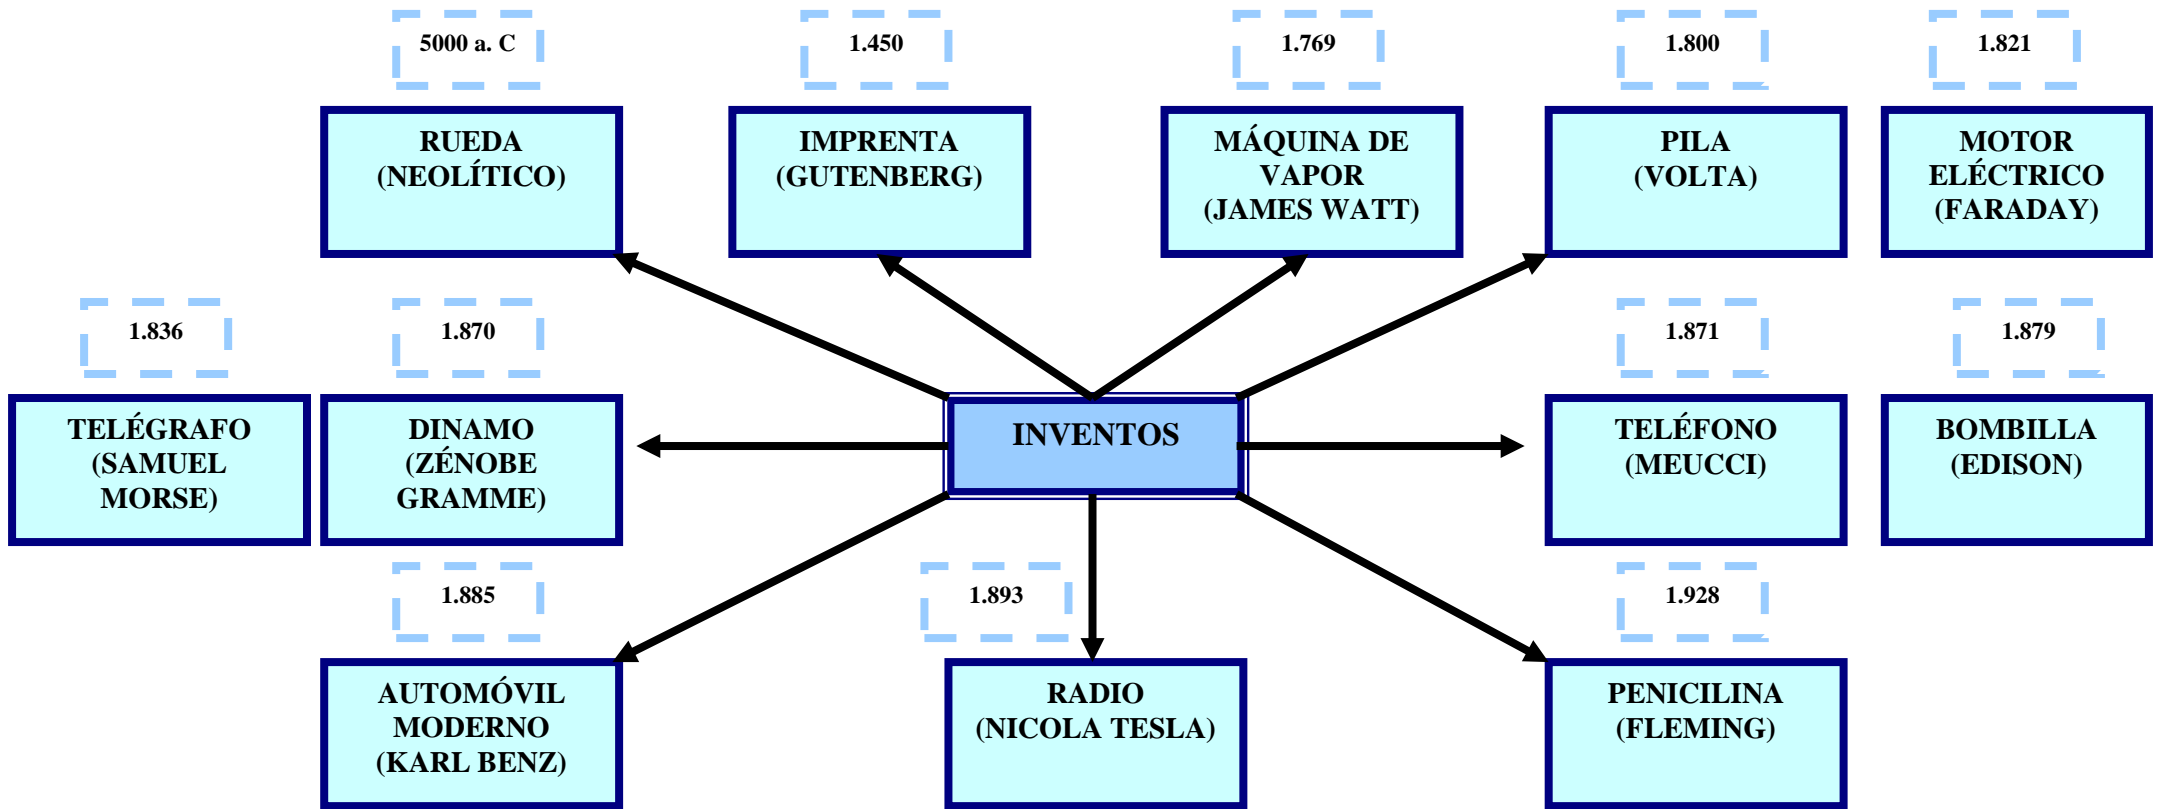 5000 a. C
1.450
1.769
1.800
1.821
RUEDA
(NEOLÍTICO)
IMPRENTA
(GUTENBERG)
MÁQUINA DE
VAPOR
(JAMES WATT)
PILA
(VOLTA)
MOTOR
ELÉCTRICO
(FARADAY)
1.836
1.870
1.871
1.879
TELÉGRAFO
(SAMUEL
MORSE)
DINAMO
(ZÉNOBE
GRAMME)
INVENTOS
TELÉFONO
(MEUCCI)
BOMBILLA
(EDISON)
1.885
1.893
1.928
AUTOMÓVIL
MODERNO
(KARL BENZ)
RADIO
(NICOLA TESLA)
PENICILINA
(FLEMING)